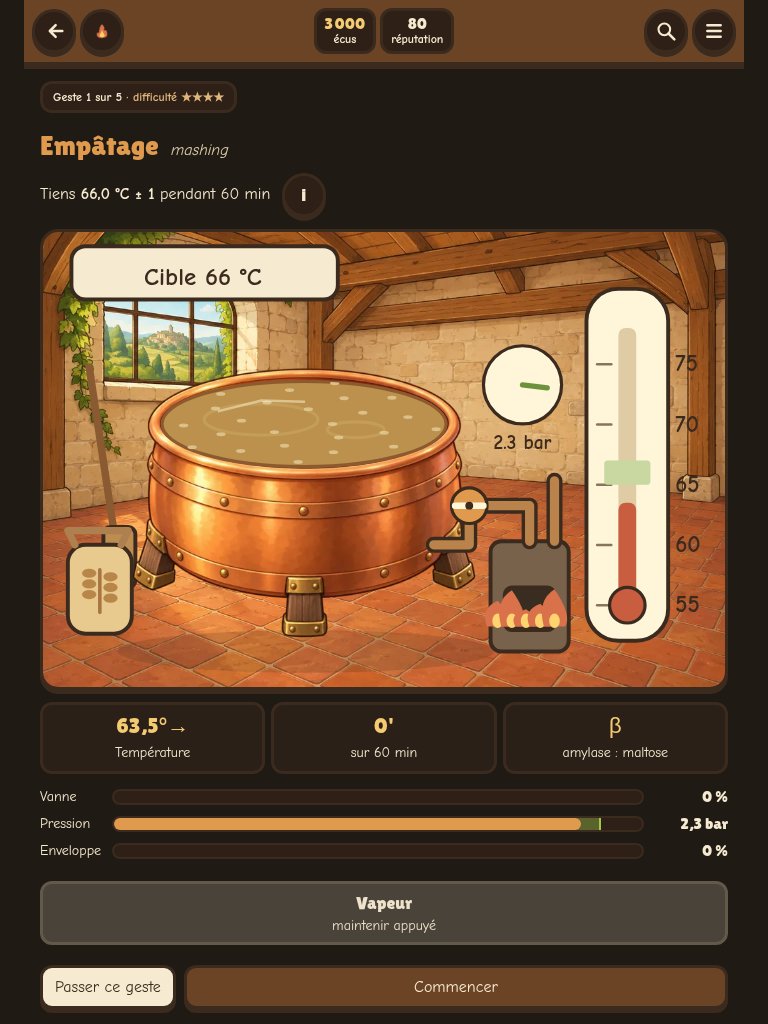 3 000
écus
80
réputation
Geste 1 sur 5 · difficulté ★★★★
Empâtage mashing
Tiens 66,0 °C ± 1 pendant 60 min i
Cible 66 °C
75
70
65
60
55
2.3 bar
63,5° →
Température
0'
sur 60 min
β
amylase : maltose
Vanne 0 %
Pression 2,3 bar
Enveloppe 0 %
Vapeur
maintenir appuyé
Passer ce geste
Commencer